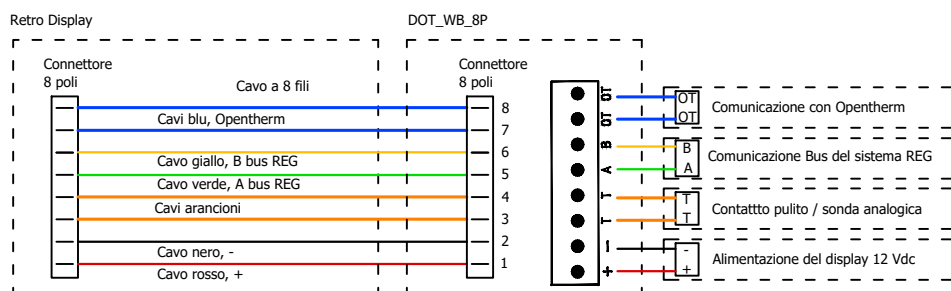 Retro Display
DOT_WB_8P
Connettore
8 poli
Cavo a 8 fili
Connettore
8 poli
8
Cavi blu, Opentherm
7
6
Cavo giallo, B bus REG
5
Cavo verde, A bus REG
4
Cavi arancioni
3
2
Cavo nero, -
1
Cavo rosso, +
OT
OT
B
A
T
T
-
+
OT
OT
Comunicazione con Opentherm
B
A
Comunicazione Bus del sistema REG
T
T
Contattto pulito / sonda analogica
-
+
Alimentazione del display 12 Vdc